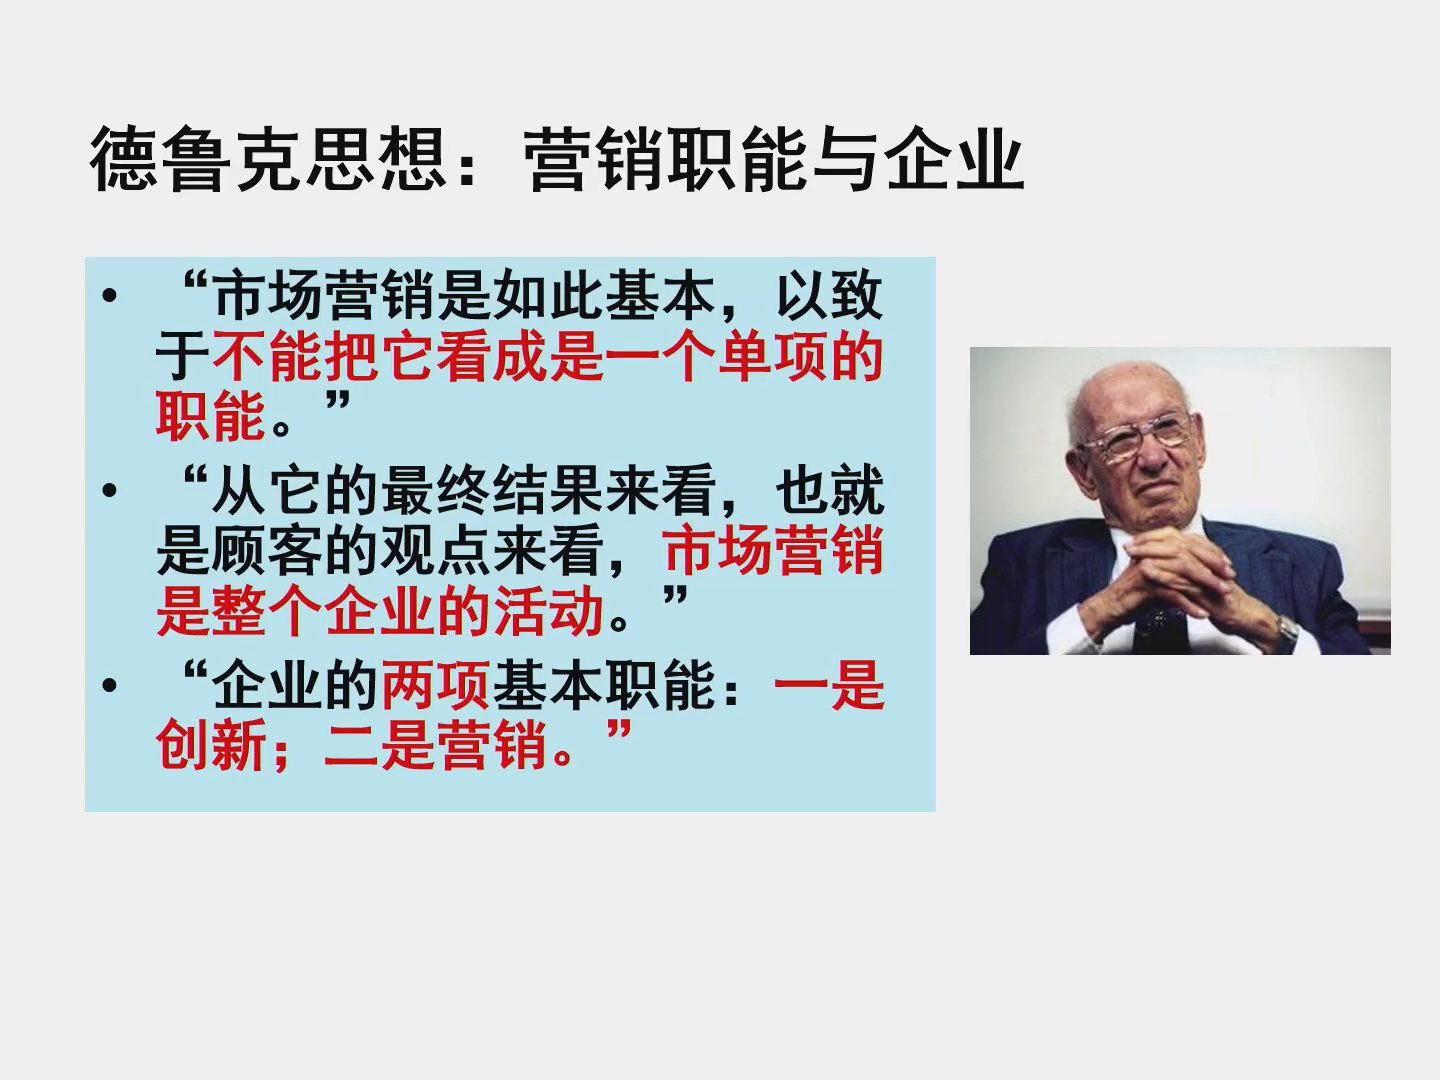 德鲁克思想：营销职能与企业
• “市场营销是如此基本，以致
于不能把它看成是一个单项的
职能。”
• “从它的最终结果来看，也就
是顾客的观点来看，市场营销
是整个企业的活动。”
• “企业的两项基本职能：一是
创新；二是营销。”